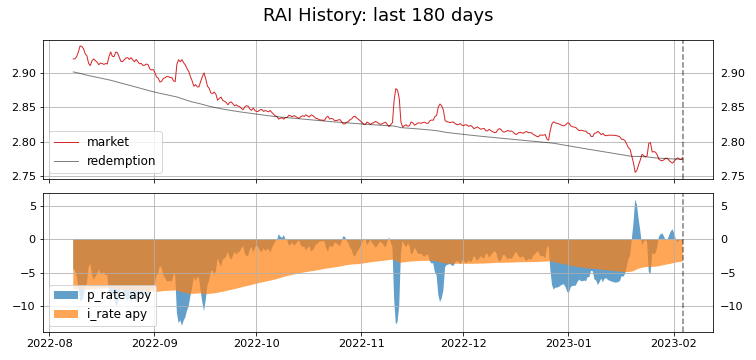 RAI History: last 180 days
2.90 2.90
2.85 2.85
2.80 2.80
2.75 2.75
market
redemption
5 5
0 0
−5 −5
−10 −10
p_rate apy
i_rate apy
2022-08 2022-09 2022-10 2022-11 2022-12 2023-01 2023-02